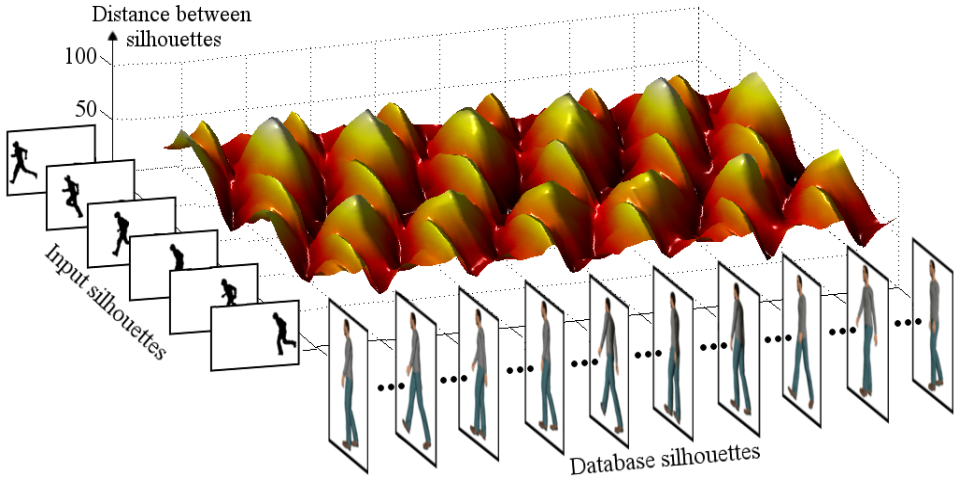 Distance between
silhouettes
100
50
Input silhouettes
Database silhouettes